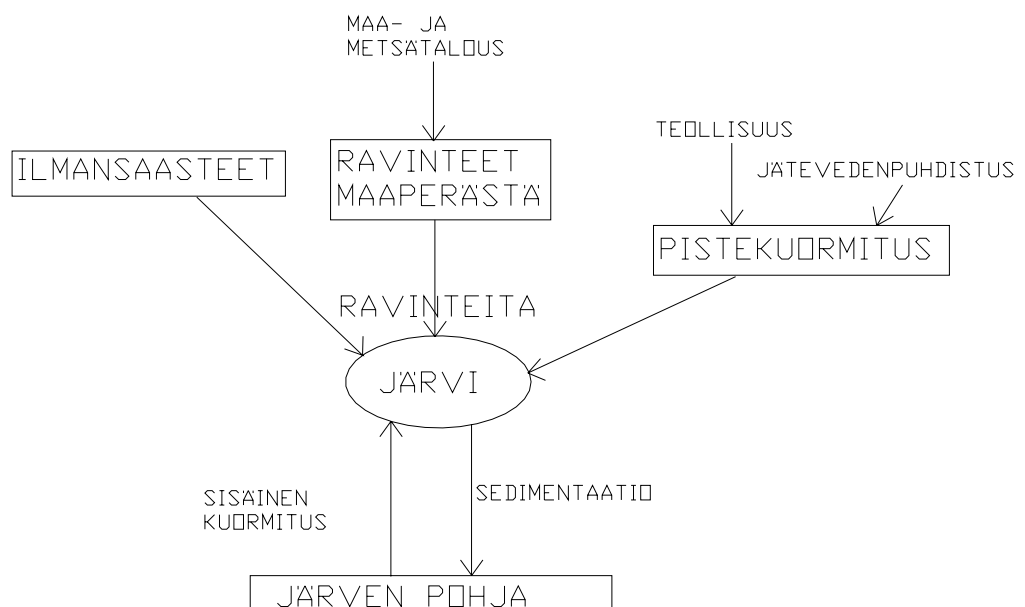 MAA- JA
METSÄTALOUS
TEOLLISUUS
JÄTEVEDENPUHDISTUS
ILMANSAASTEET
RAVINTEET
MAAPERÄSTÄ
PISTEKUORMITUS
RAVINTEITA
JÄRVI
SISÄINEN
KUORMITUS
SEDIMENTAATIO
JÄRVEN POHJA